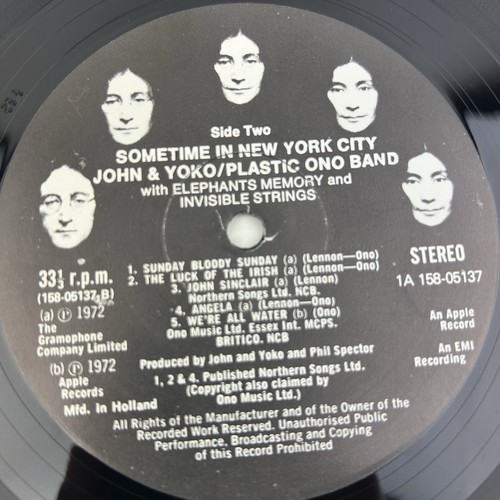 Side Two
SOMETIME IN NEW YORK CITY
JOHN & YOKO/PLASTIC ONO BAND
with ELEPHANTS MEMORY and
INVISIBLE STRINGS
33⅓ r.p.m.
(158-05137 B)
(a) ℗ 1972
The
Gramophone
Company Limited
(b) ℗ 1972
Apple
Records
Mfd. in Holland
1. SUNDAY BLOODY SUNDAY (a) (Lennon—Ono)
2. THE LUCK OF THE IRISH (a) (Lennon—Ono)
3. JOHN SINCLAIR (a) (Lennon)
Northern Songs Ltd. NCB.
4. ANGELA (a) (Lennon—Ono)
5. WE'RE ALL WATER (b) (Ono)
Ono Music Ltd. Essex Int. MCPS.
BRITICO. NCB
STEREO
1A 158-05137
An Apple
Record
An EMI
Recording
Produced by John and Yoko and Phil Spector
1, 2 & 4. Published Northern Songs Ltd.
(Copyright also claimed by
Ono Music Ltd.)
All Rights of the Manufacturer and of the Owner of the
Recorded Work Reserved. Unauthorised Public
Performance, Broadcasting and Copying
of this Record Prohibited